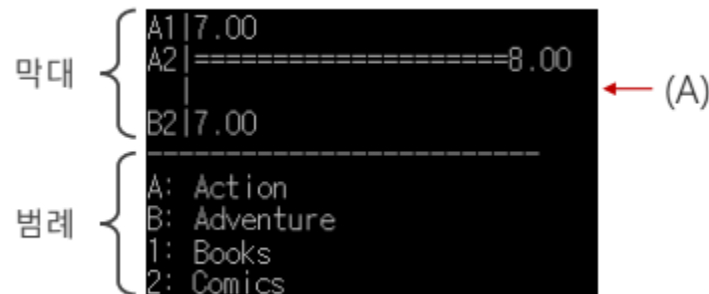 막대
A1|7.00
A2|====================8.00
|
B2|7.00
(A)
-------------------------
범례
A: Action
B: Adventure
1: Books
2: Comics